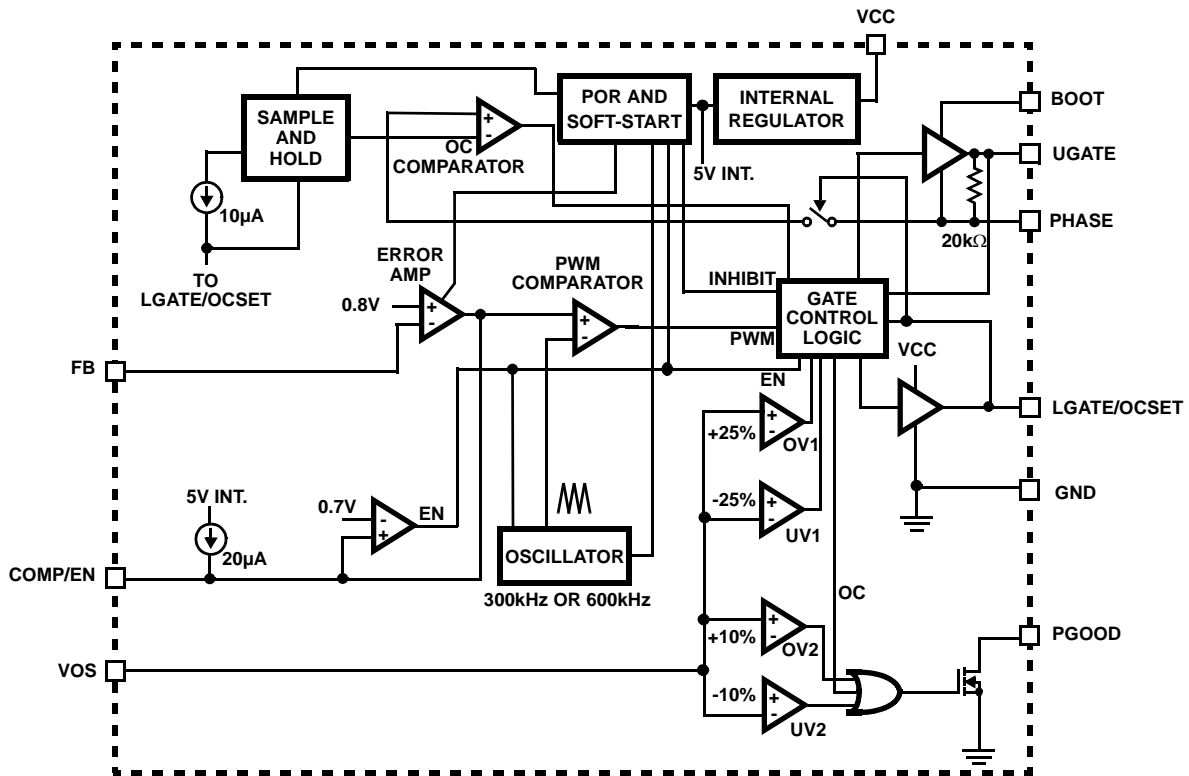 VCC
BOOT
UGATE
PHASE
LGATE/OCSET
GND
PGOOD
FB
COMP/EN
VOS
SAMPLE
AND
HOLD
10µA
TO
LGATE/OCSET
+
-
OC
COMPARATOR
POR AND
SOFT-START
INTERNAL
REGULATOR
5V INT.
20kΩ
ERROR
AMP
0.8V
+
-
PWM
COMPARATOR
+
-
INHIBIT
PWM
GATE
CONTROL
LOGIC
EN
VCC
+25%
+
-
OV1
-25%
+
-
UV1
5V INT.
20µA
0.7V
-
+
EN
OSCILLATOR
300kHz OR 600kHz
OC
+10%
+
-
OV2
-10%
+
-
UV2